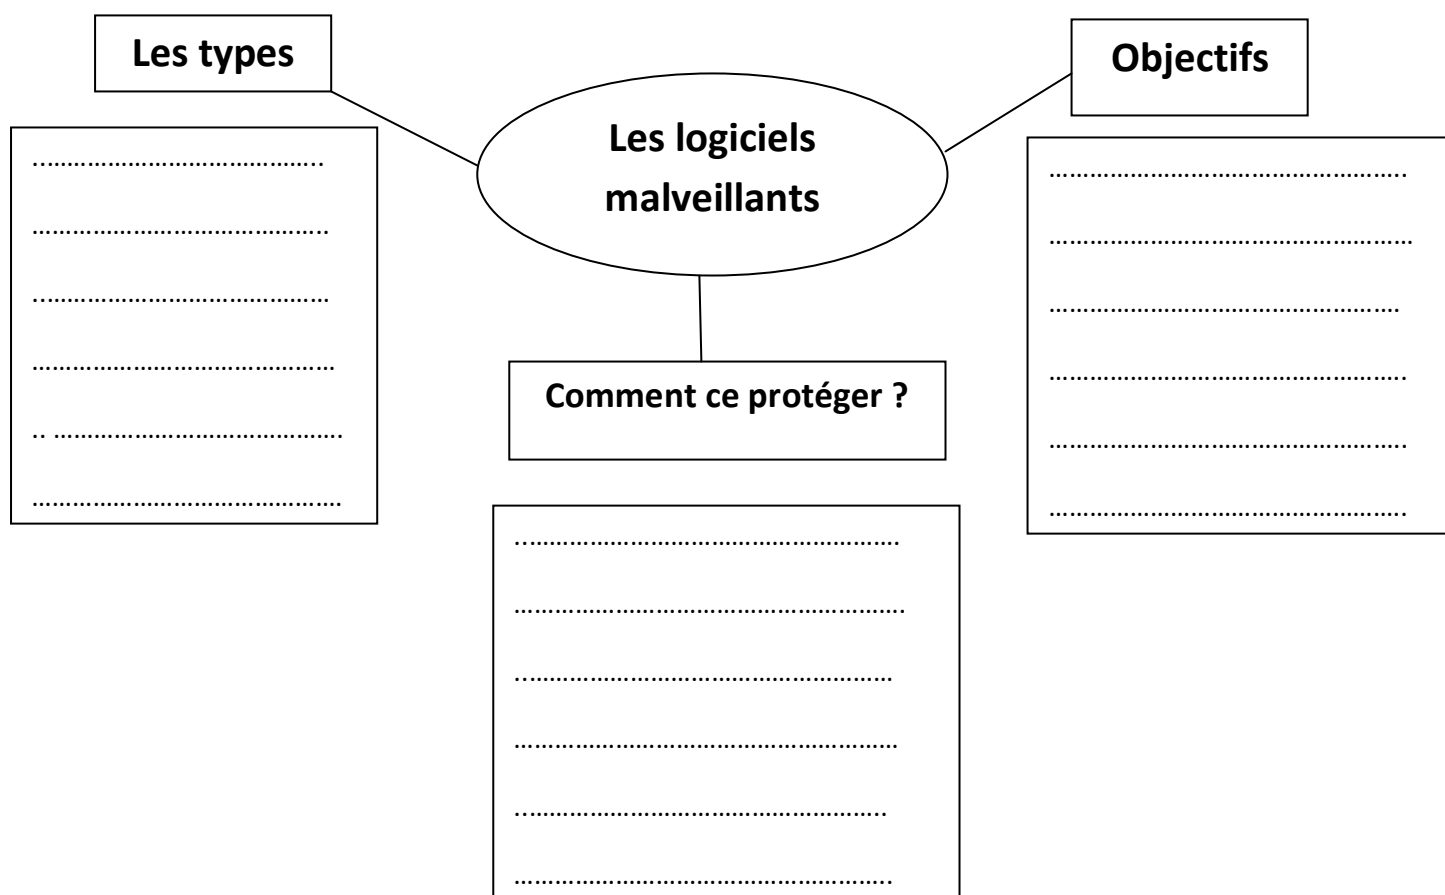 Les types
Objectifs
Les logiciels
malveillants
Comment ce protéger ?